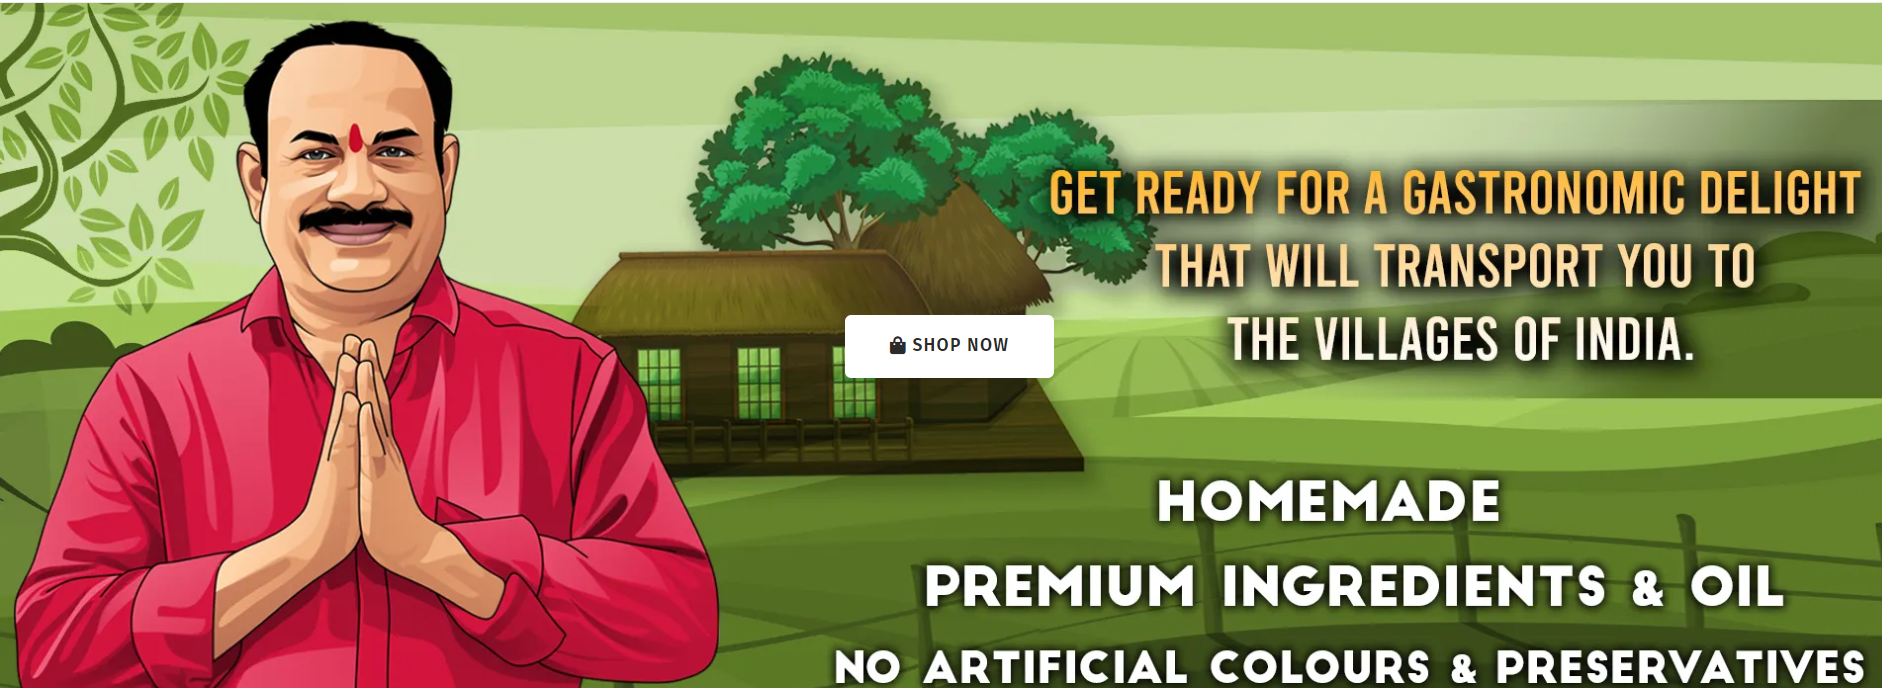 GET READY FOR A GASTRONOMIC DELIGHT
THAT WILL TRANSPORT YOU TO
THE VILLAGES OF INDIA.
SHOP NOW
HOMEMADE
PREMIUM INGREDIENTS & OIL
NO ARTIFICIAL COLOURS & PRESERVATIVES